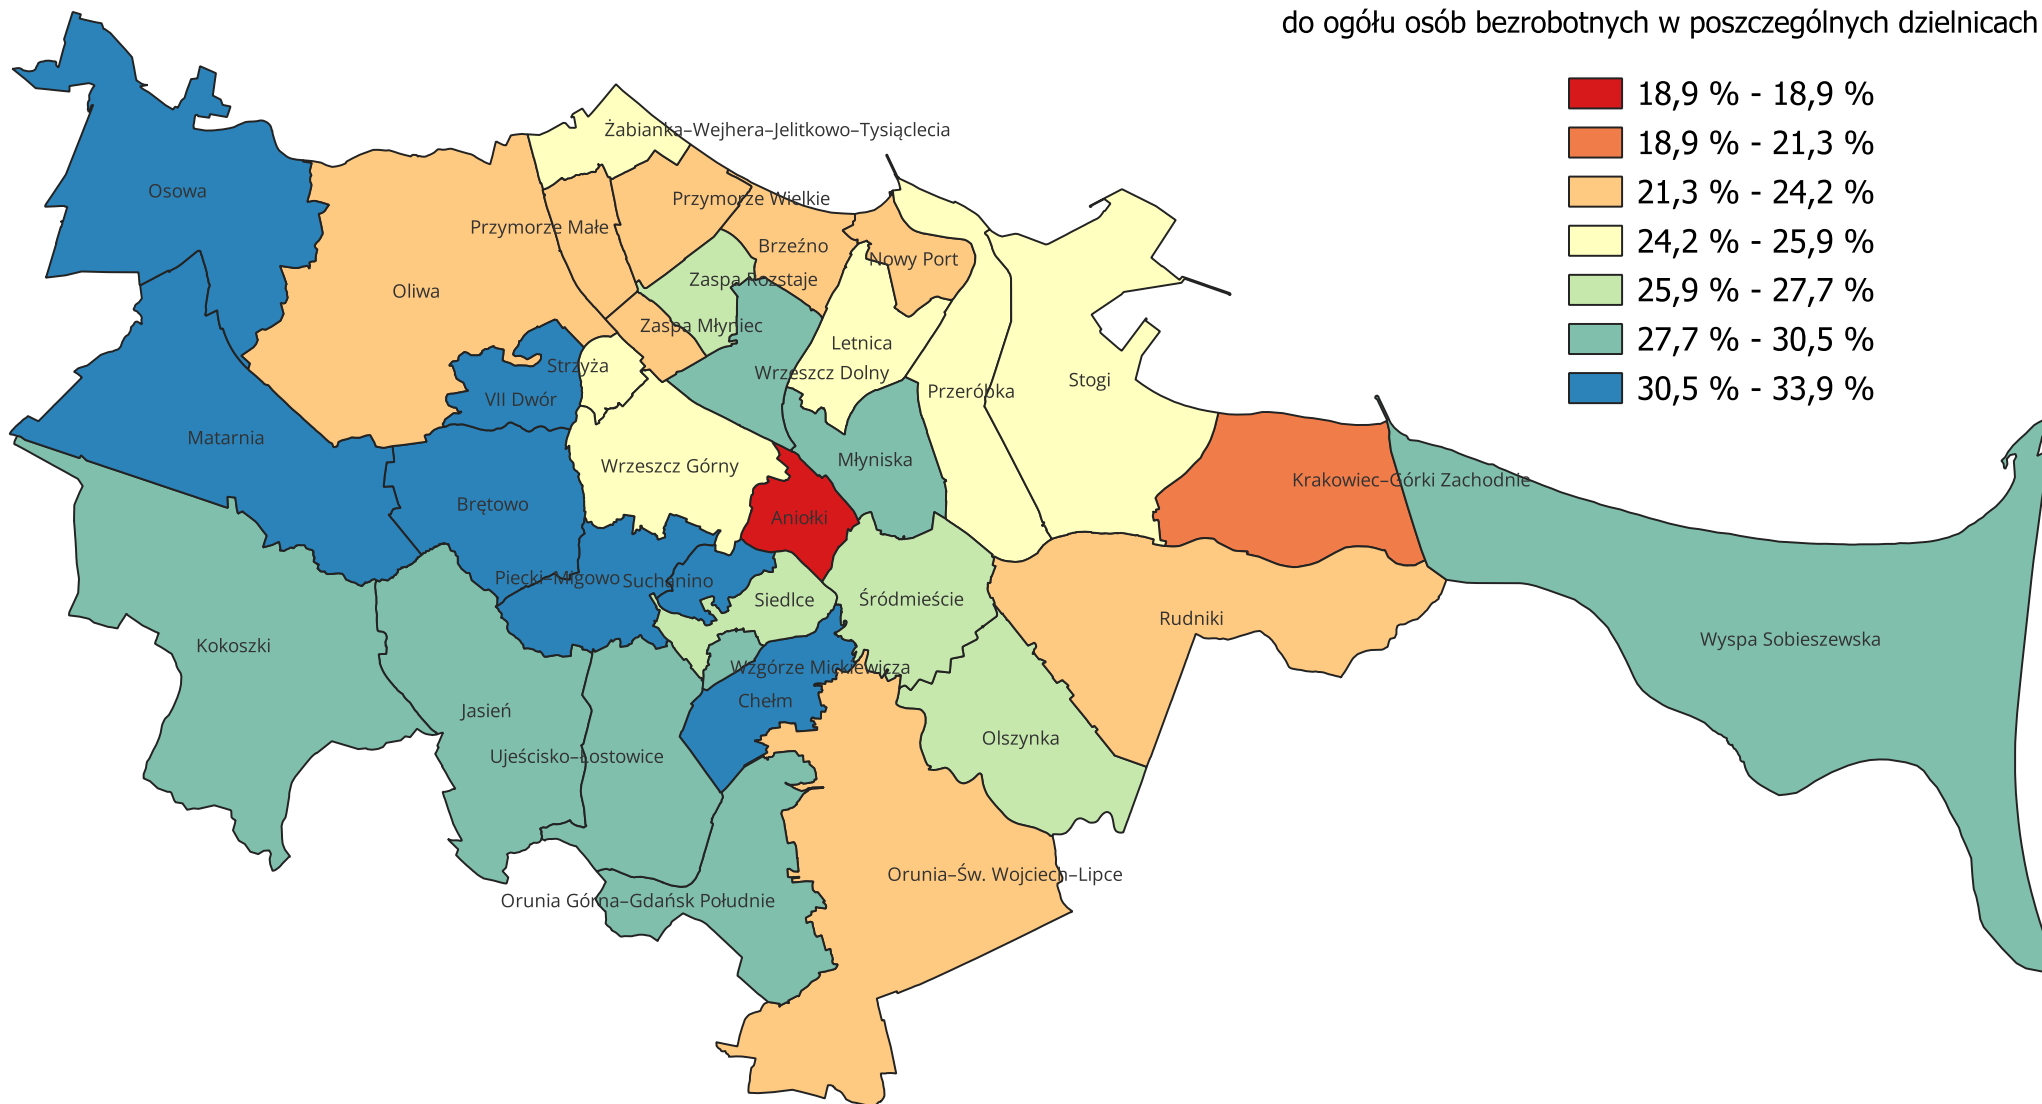 do ogółu osób bezrobotnych w poszczególnych dzielnicach
18,9 % - 18,9 %
18,9 % - 21,3 %
21,3 % - 24,2 %
24,2 % - 25,9 %
25,9 % - 27,7 %
27,7 % - 30,5 %
30,5 % - 33,9 %
Żabianka–Wejhera–Jelitkowo–Tysiąclecia
Osowa
Przymorze Wielkie
Przymorze Małe
Brzeźno
Nowy Port
Zaspa Rozstaje
Oliwa
Zaspa Młyniec
Letnica
Strzyża
Wrzeszcz Dolny
Stogi
Przeróbka
VII Dwór
Matarnia
Młyniska
Wrzeszcz Górny
Krakowiec–Górki Zachodnie
Brętowo
Aniołki
Piecki–Migowo
Suchanino
Siedlce
Śródmieście
Rudniki
Wyspa Sobieszewska
Kokoszki
Wzgórze Mickiewicza
Chełm
Jasień
Olszynka
Ujeścisko–Łostowice
Orunia–Św. Wojciech–Lipce
Orunia Górna–Gdańsk Południe